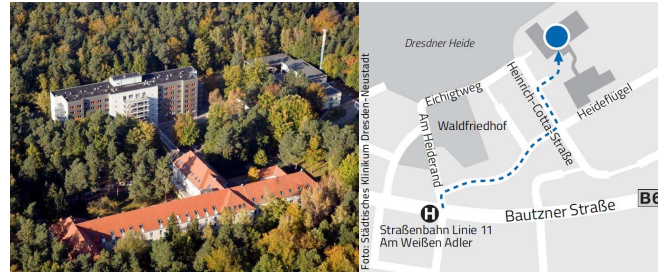 Foto: Städtisches Klinikum Dresden-Neustadt
Dresdner Heide
Eichigtweg
Heinrich-Cotta-Straße
Heideflügel
Waldfriedhof
Am Heiderand
H
Straßenbahn Linie 11
Am Weißen Adler
Bautzner Straße
B6